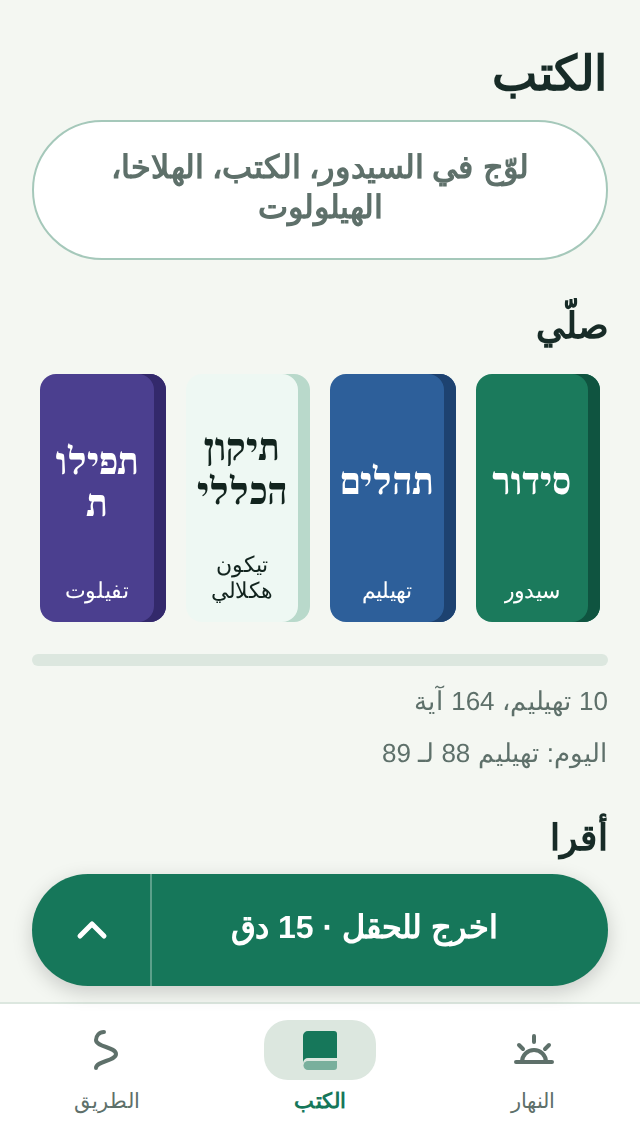 الكتب
لوّج في السيدور، الكتب، الهلاخا،
الهيلولوت
صلّي
סידור
سيدور
תהלים
تهيليم
תיקון
הכללי
تيكون
هكلالي
תפילו
ת
تفيلوت
10 تهيليم، 164 آية
اليوم: تهيليم 88 لـ 89
أقرا
اخرج للحقل · 15 دق
النهار
الكتب
الطريق